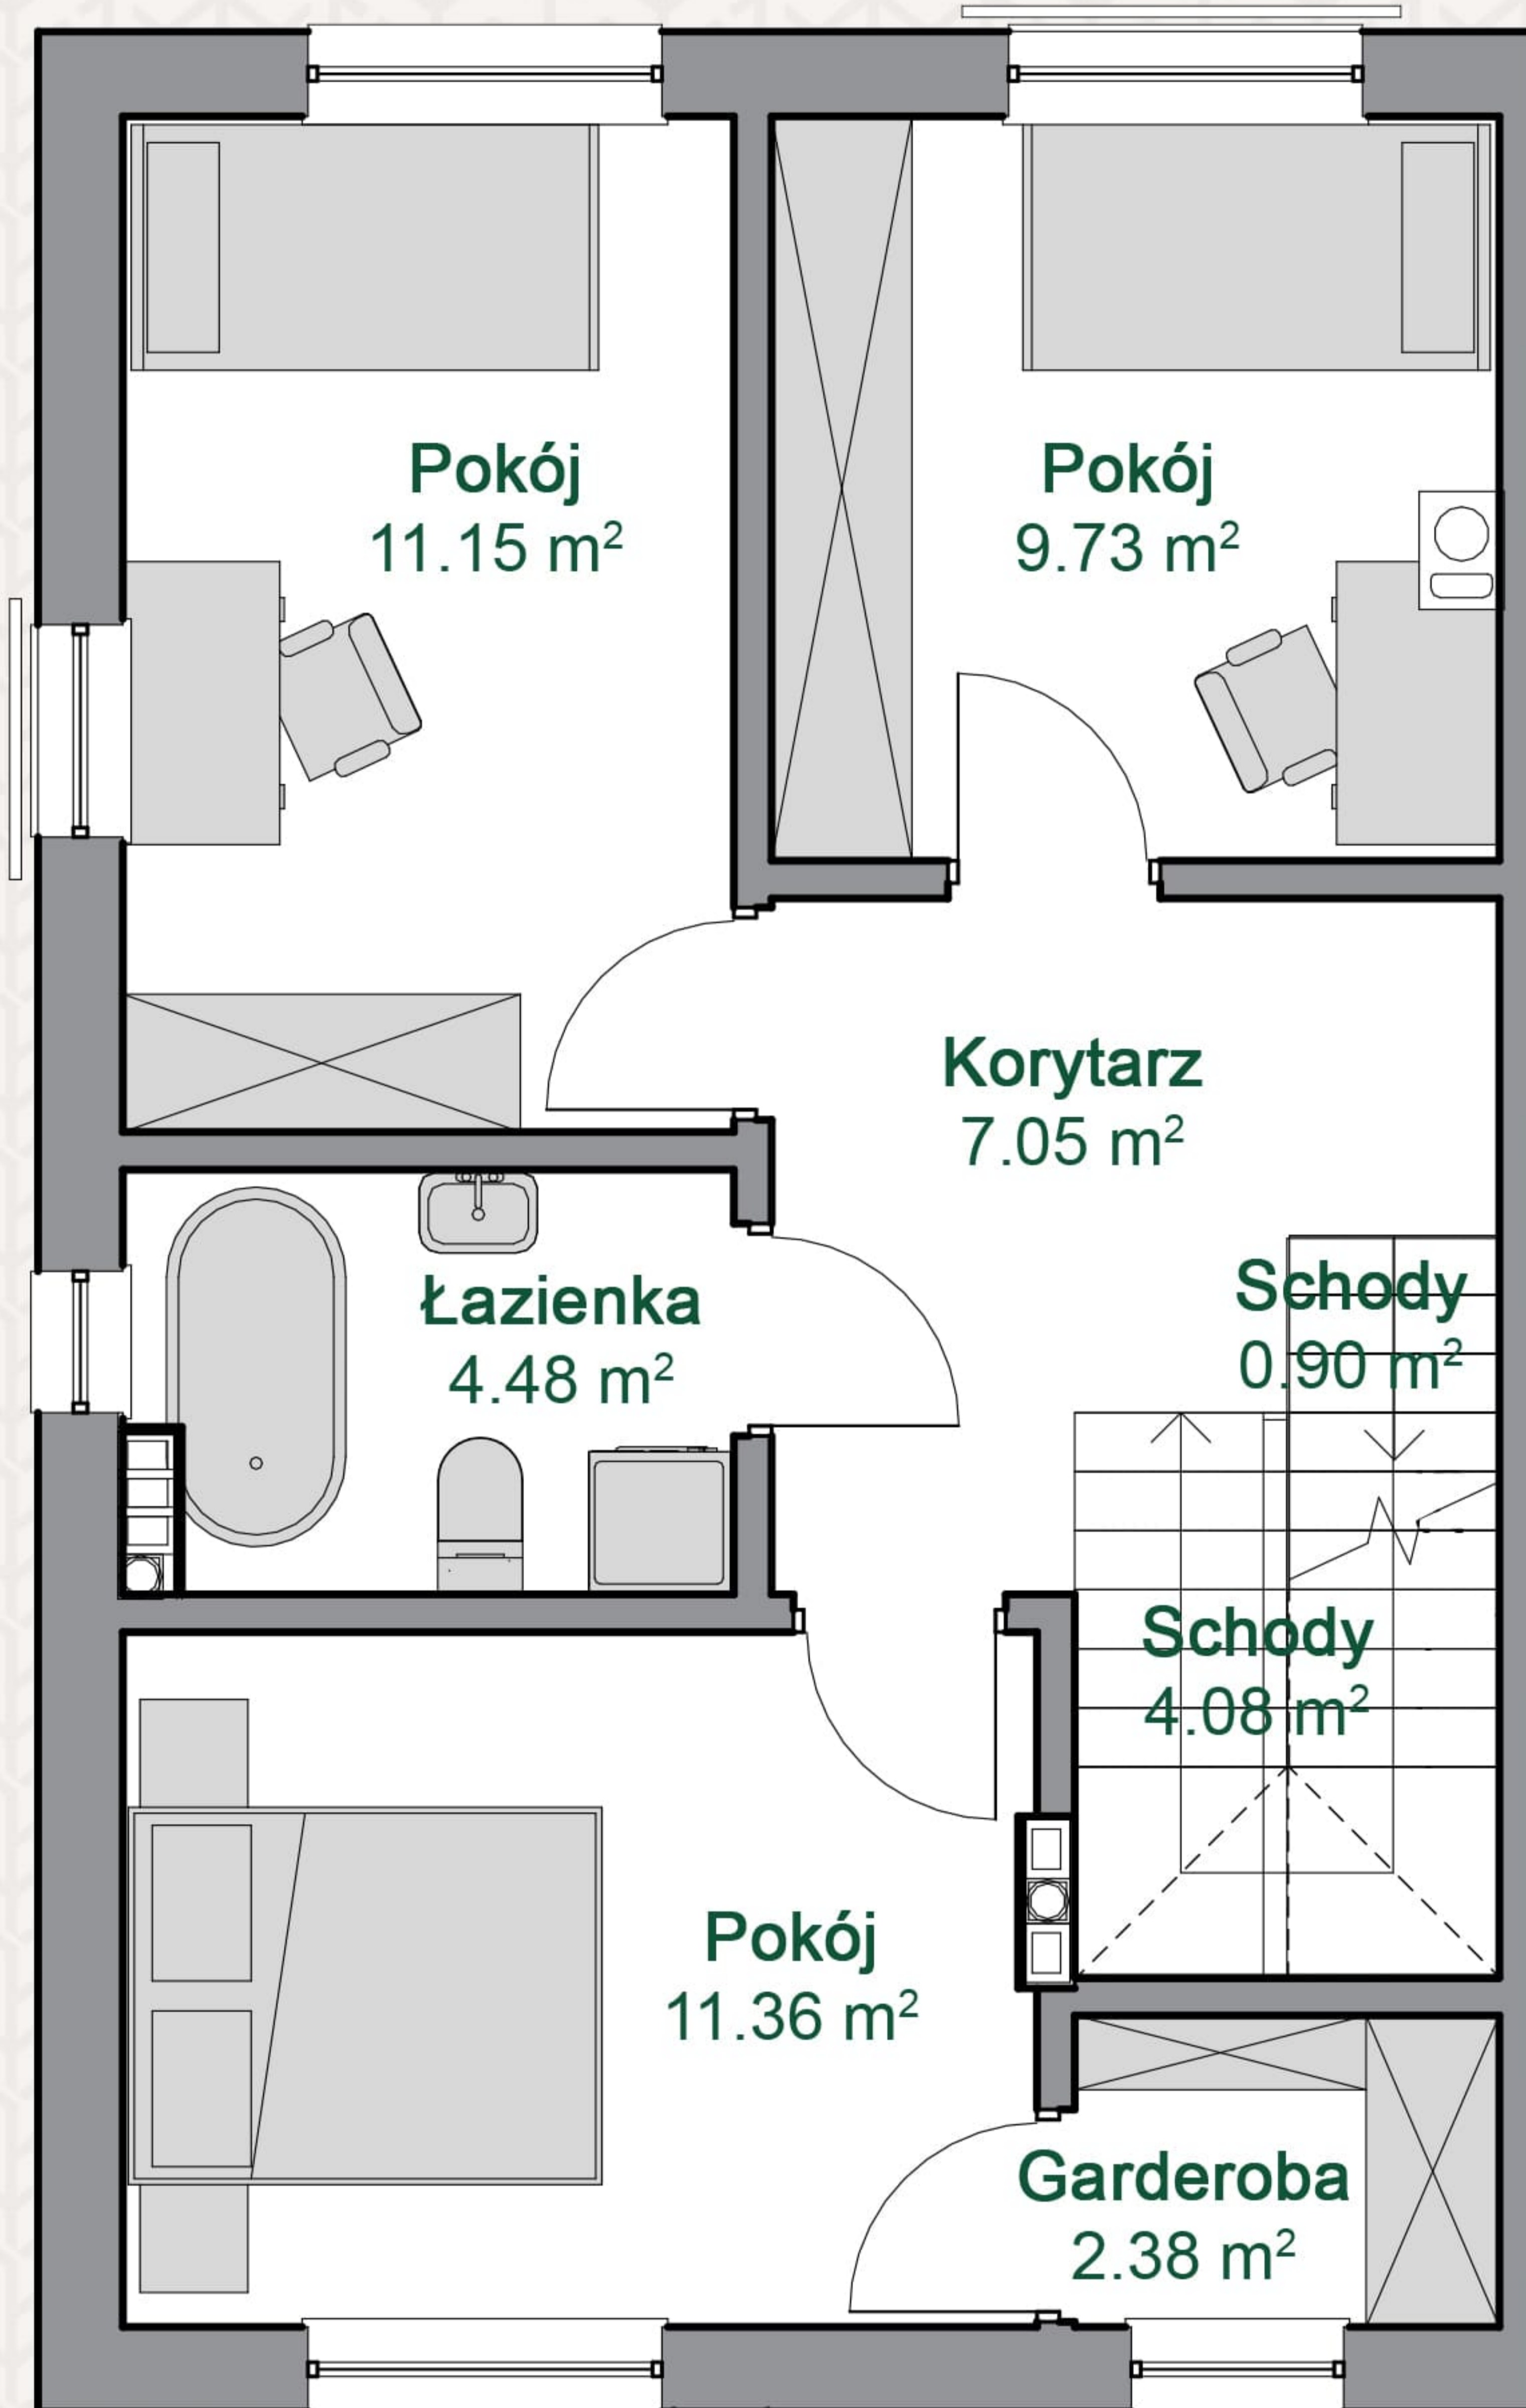 Pokój
11.15 m²
Pokój
9.73 m²
Korytarz
7.05 m²
Łazienka
4.48 m²
Schody
0.90 m²
Schody
4.08 m²
Pokój
11.36 m²
Garderoba
2.38 m²